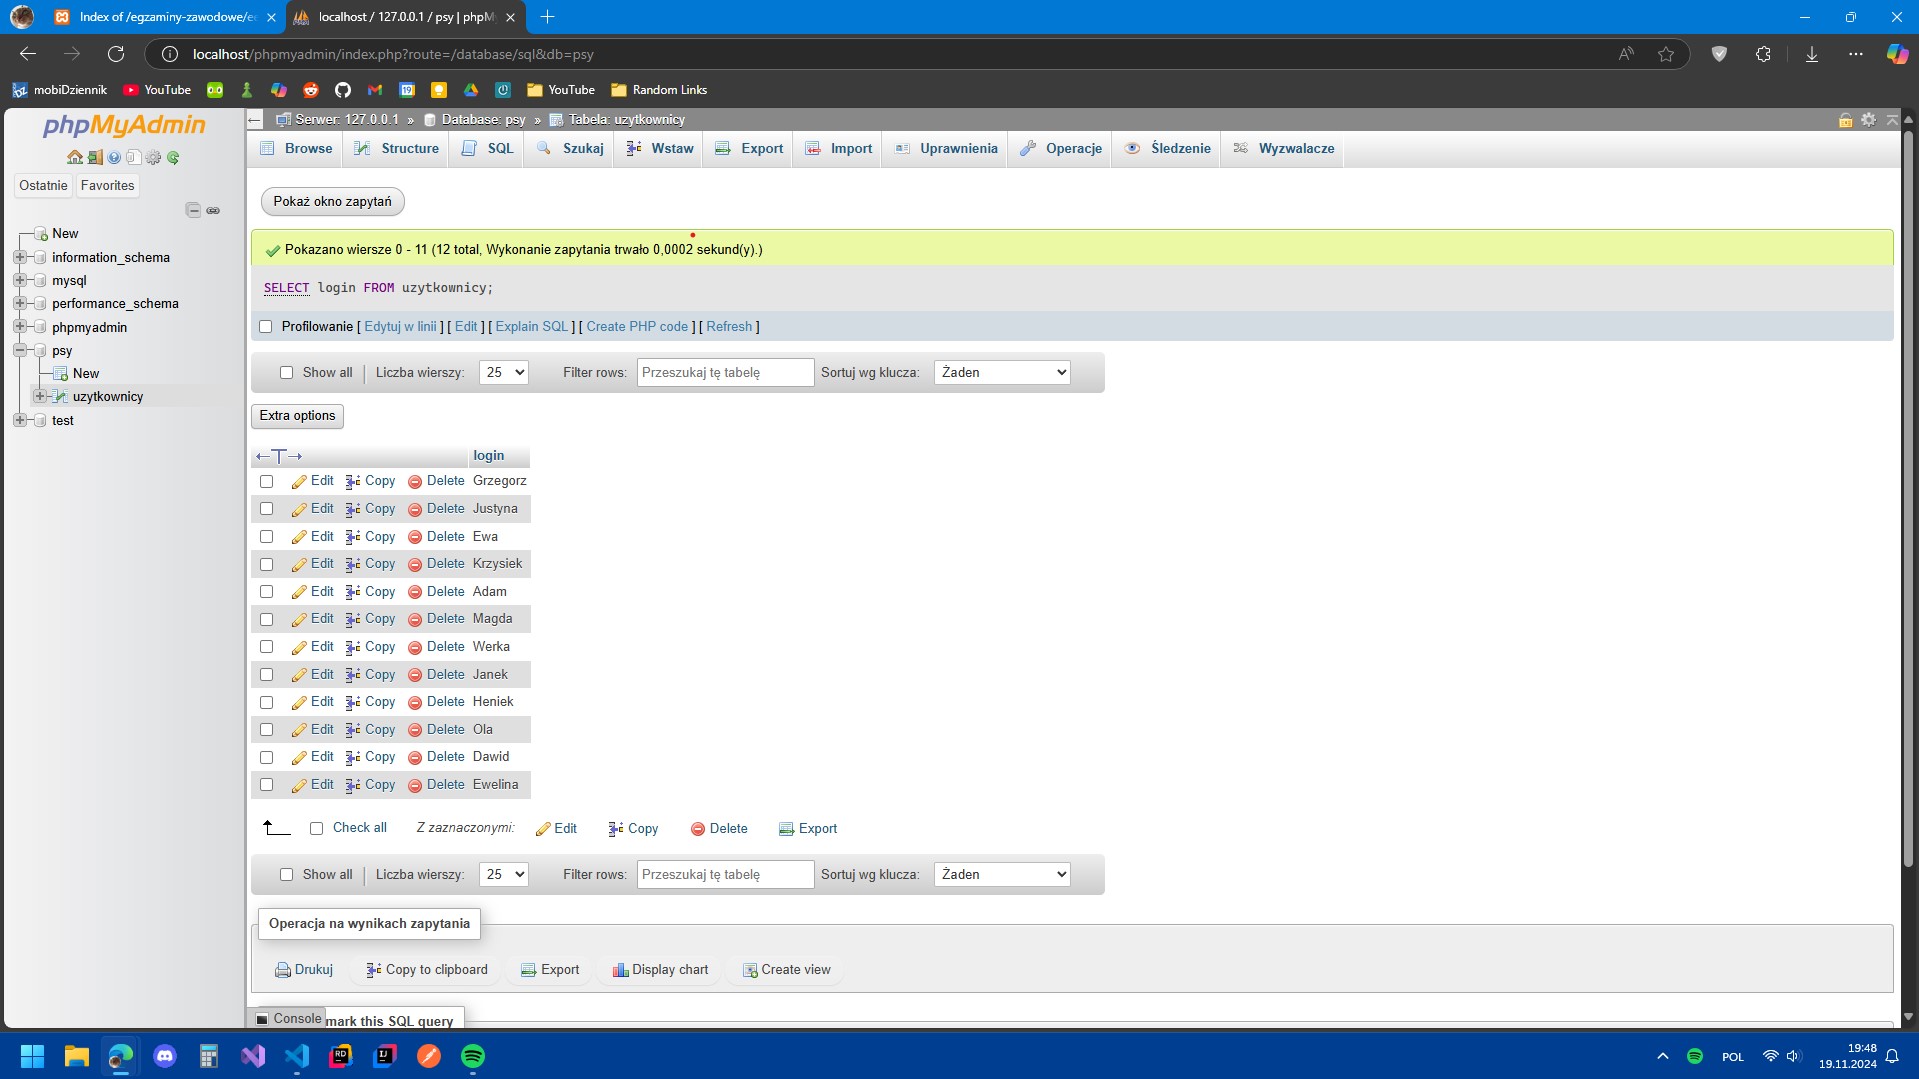 Index of /egzaminy-zawodowe/e
localhost / 127.0.0.1 / psy | phpM
localhost/phpmyadmin/index.php?route=/database/sql&db=psy
mobiDziennik YouTube YouTube Random Links
phpMyAdmin
Ostatnie Favorites
New
information_schema
mysql
performance_schema
phpmyadmin
psy
New
uzytkownicy
test
Serwer: 127.0.0.1 » Database: psy » Tabela: uzytkownicy
Browse Structure SQL Szukaj Wstaw Export Import Uprawnienia Operacje Śledzenie Wyzwalacze
Pokaż okno zapytań
Pokazano wiersze 0 - 11 (12 total, Wykonanie zapytania trwało 0,0002 sekund(y).)
SELECT login FROM uzytkownicy;
Profilowanie [ Edytuj w linii ] [ Edit ] [ Explain SQL ] [ Create PHP code ] [ Refresh ]
Show all | Liczba wierszy: 25 Filter rows: Przeszukaj tę tabelę Sortuj wg klucza: Żaden
Extra options
←T→ login
Edit Copy Delete Grzegorz
Edit Copy Delete Justyna
Edit Copy Delete Ewa
Edit Copy Delete Krzysiek
Edit Copy Delete Adam
Edit Copy Delete Magda
Edit Copy Delete Werka
Edit Copy Delete Janek
Edit Copy Delete Heniek
Edit Copy Delete Ola
Edit Copy Delete Dawid
Edit Copy Delete Ewelina
Check all Z zaznaczonymi: Edit Copy Delete Export
Show all | Liczba wierszy: 25 Filter rows: Przeszukaj tę tabelę Sortuj wg klucza: Żaden
Operacja na wynikach zapytania
Drukuj Copy to clipboard Export Display chart Create view
Console mark this SQL query
POL
19:48
19.11.2024